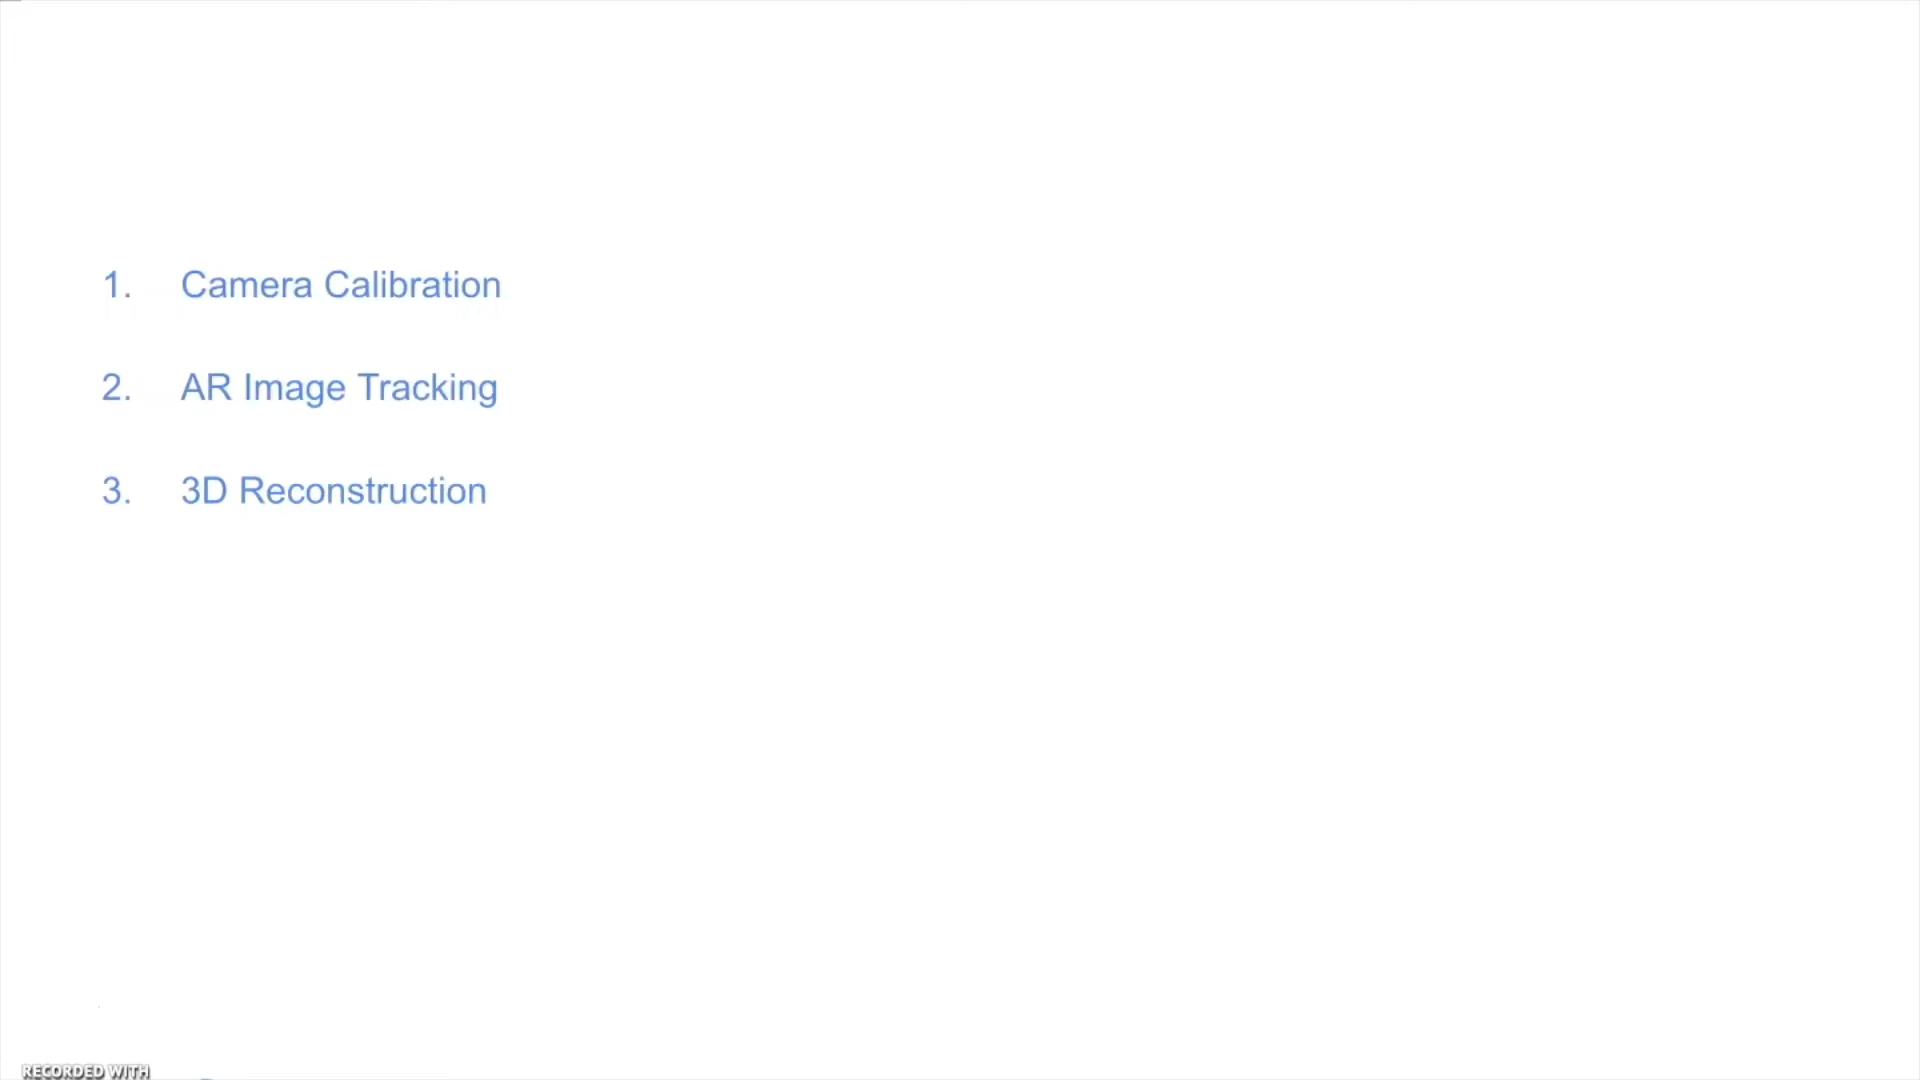 1. Camera Calibration
2. AR Image Tracking
3. 3D Reconstruction
RECORDED WITH